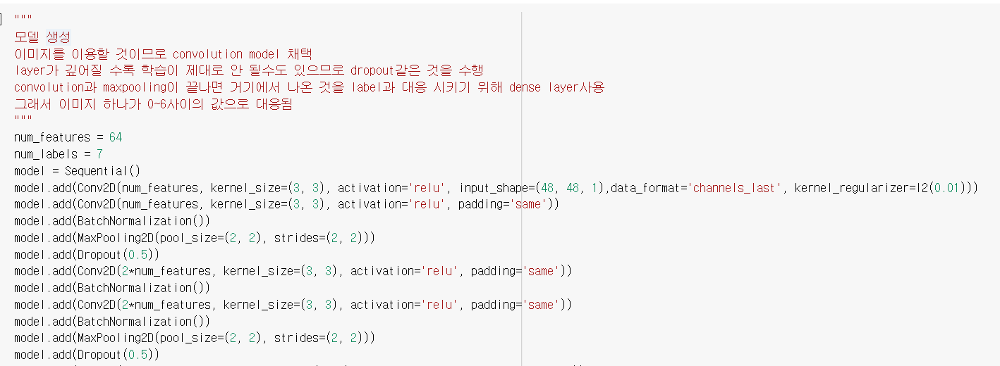 """
모델 생성
이미지를 이용할 것이므로 convolution model 채택
layer가 깊어질 수록 학습이 제대로 안 될수도 있으므로 dropout같은 것을 수행
convolution과 maxpooling이 끝나면 거기에서 나온 것을 label과 대응 시키기 위해 dense layer사용
그래서 이미지 하나가 0~6사이의 값으로 대응됨
"""
num_features = 64
num_labels = 7
model = Sequential()
model.add(Conv2D(num_features, kernel_size=(3, 3), activation='relu', input_shape=(48, 48, 1),data_format='channels_last', kernel_regularizer=l2(0.01)))
model.add(Conv2D(num_features, kernel_size=(3, 3), activation='relu', padding='same'))
model.add(BatchNormalization())
model.add(MaxPooling2D(pool_size=(2, 2), strides=(2, 2)))
model.add(Dropout(0.5))
model.add(Conv2D(2*num_features, kernel_size=(3, 3), activation='relu', padding='same'))
model.add(BatchNormalization())
model.add(Conv2D(2*num_features, kernel_size=(3, 3), activation='relu', padding='same'))
model.add(BatchNormalization())
model.add(MaxPooling2D(pool_size=(2, 2), strides=(2, 2)))
model.add(Dropout(0.5))